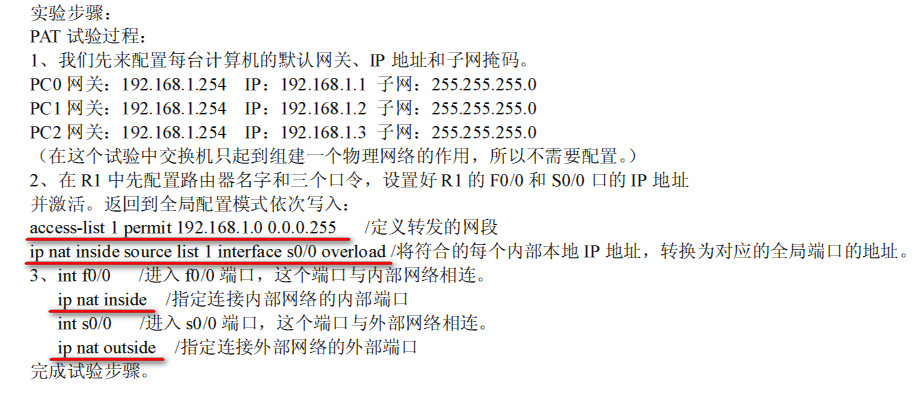 实验步骤：
PAT 试验过程：
1、我们先来配置每台计算机的默认网关、IP 地址和子网掩码。
PC0 网关：192.168.1.254 IP：192.168.1.1 子网：255.255.255.0
PC1 网关：192.168.1.254 IP：192.168.1.2 子网：255.255.255.0
PC2 网关：192.168.1.254 IP：192.168.1.3 子网：255.255.255.0
（在这个试验中交换机只起到组建一个物理网络的作用，所以不需要配置。）
2、在 R1 中先配置路由器名字和三个口令，设置好 R1 的 F0/0 和 S0/0 口的 IP 地址
并激活。返回到全局配置模式依次写入：
access-list 1 permit 192.168.1.0 0.0.0.255 /定义转发的网段
ip nat inside source list 1 interface s0/0 overload /将符合的每个内部本地 IP 地址，转换为对应的全局端口的地址。
3、int f0/0 /进入 f0/0 端口，这个端口与内部网络相连。
ip nat inside /指定连接内部网络的内部端口
int s0/0 /进入 s0/0 端口，这个端口与外部网络相连。
ip nat outside /指定连接外部网络的外部端口
完成试验步骤。